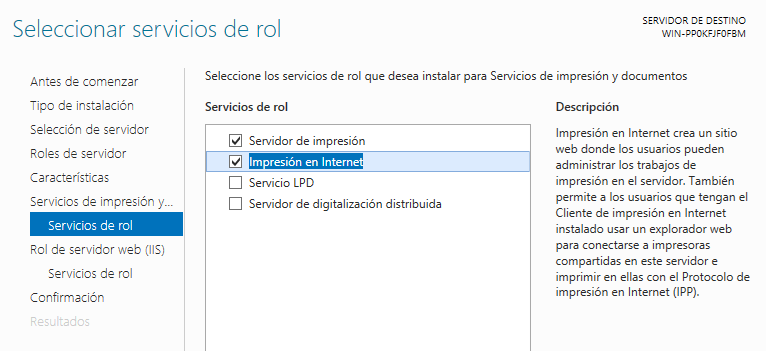 Seleccionar servicios de rol
SERVIDOR DE DESTINO
WIN-PP0KFJF0FBM
Antes de comenzar
Tipo de instalación
Selección de servidor
Roles de servidor
Características
Servicios de impresión y...
Servicios de rol
Rol de servidor web (IIS)
Servicios de rol
Confirmación
Resultados
Seleccione los servicios de rol que desea instalar para Servicios de impresión y documentos
Servicios de rol
Servidor de impresión
Impresión en Internet
Servicio LPD
Servidor de digitalización distribuida
Descripción
Impresión en Internet crea un sitio
web donde los usuarios pueden
administrar los trabajos de
impresión en el servidor. También
permite a los usuarios que tengan el
Cliente de impresión en Internet
instalado usar un explorador web
para conectarse a impresoras
compartidas en este servidor e
imprimir en ellas con el Protocolo de
impresión en Internet (IPP).